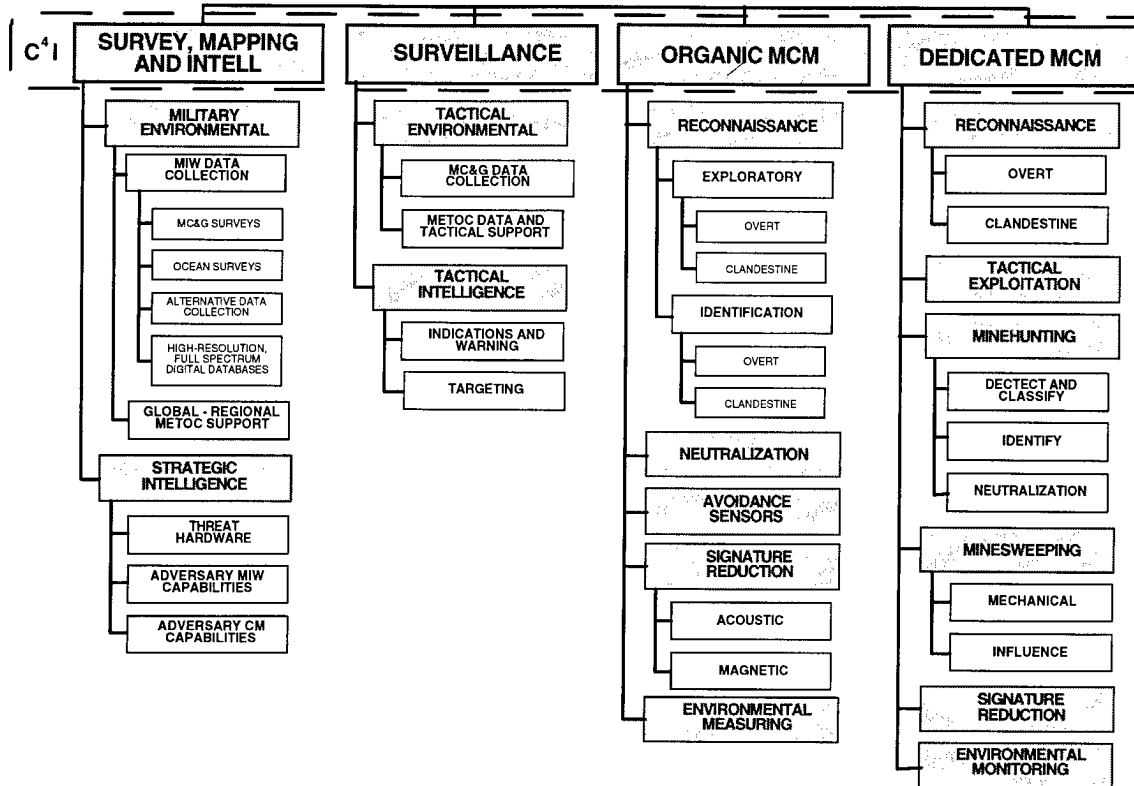 C⁴I
SURVEY, MAPPING
AND INTELL
MILITARY
ENVIRONMENTAL
MIW DATA
COLLECTION
MC&G SURVEYS
OCEAN SURVEYS
ALTERNATIVE DATA
COLLECTION
HIGH-RESOLUTION,
FULL SPECTRUM
DIGITAL DATABASES
GLOBAL - REGIONAL
METOC SUPPORT
STRATEGIC
INTELLIGENCE
THREAT
HARDWARE
ADVERSARY MIW
CAPABILITIES
ADVERSARY CM
CAPABILITIES
SURVEILLANCE
TACTICAL
ENVIRONMENTAL
MC&G DATA
COLLECTION
METOC DATA AND
TACTICAL SUPPORT
TACTICAL
INTELLIGENCE
INDICATIONS AND
WARNING
TARGETING
ORGANIC MCM
RECONNAISSANCE
EXPLORATORY
OVERT
CLANDESTINE
IDENTIFICATION
OVERT
CLANDESTINE
NEUTRALIZATION
AVOIDANCE
SENSORS
SIGNATURE
REDUCTION
ACOUSTIC
MAGNETIC
ENVIRONMENTAL
MEASURING
DEDICATED MCM
RECONNAISSANCE
OVERT
CLANDESTINE
TACTICAL
EXPLOITATION
MINEHUNTING
DECTECT AND
CLASSIFY
IDENTIFY
NEUTRALIZATION
MINESWEEPING
MECHANICAL
INFLUENCE
SIGNATURE
REDUCTION
ENVIRONMENTAL
MONITORING